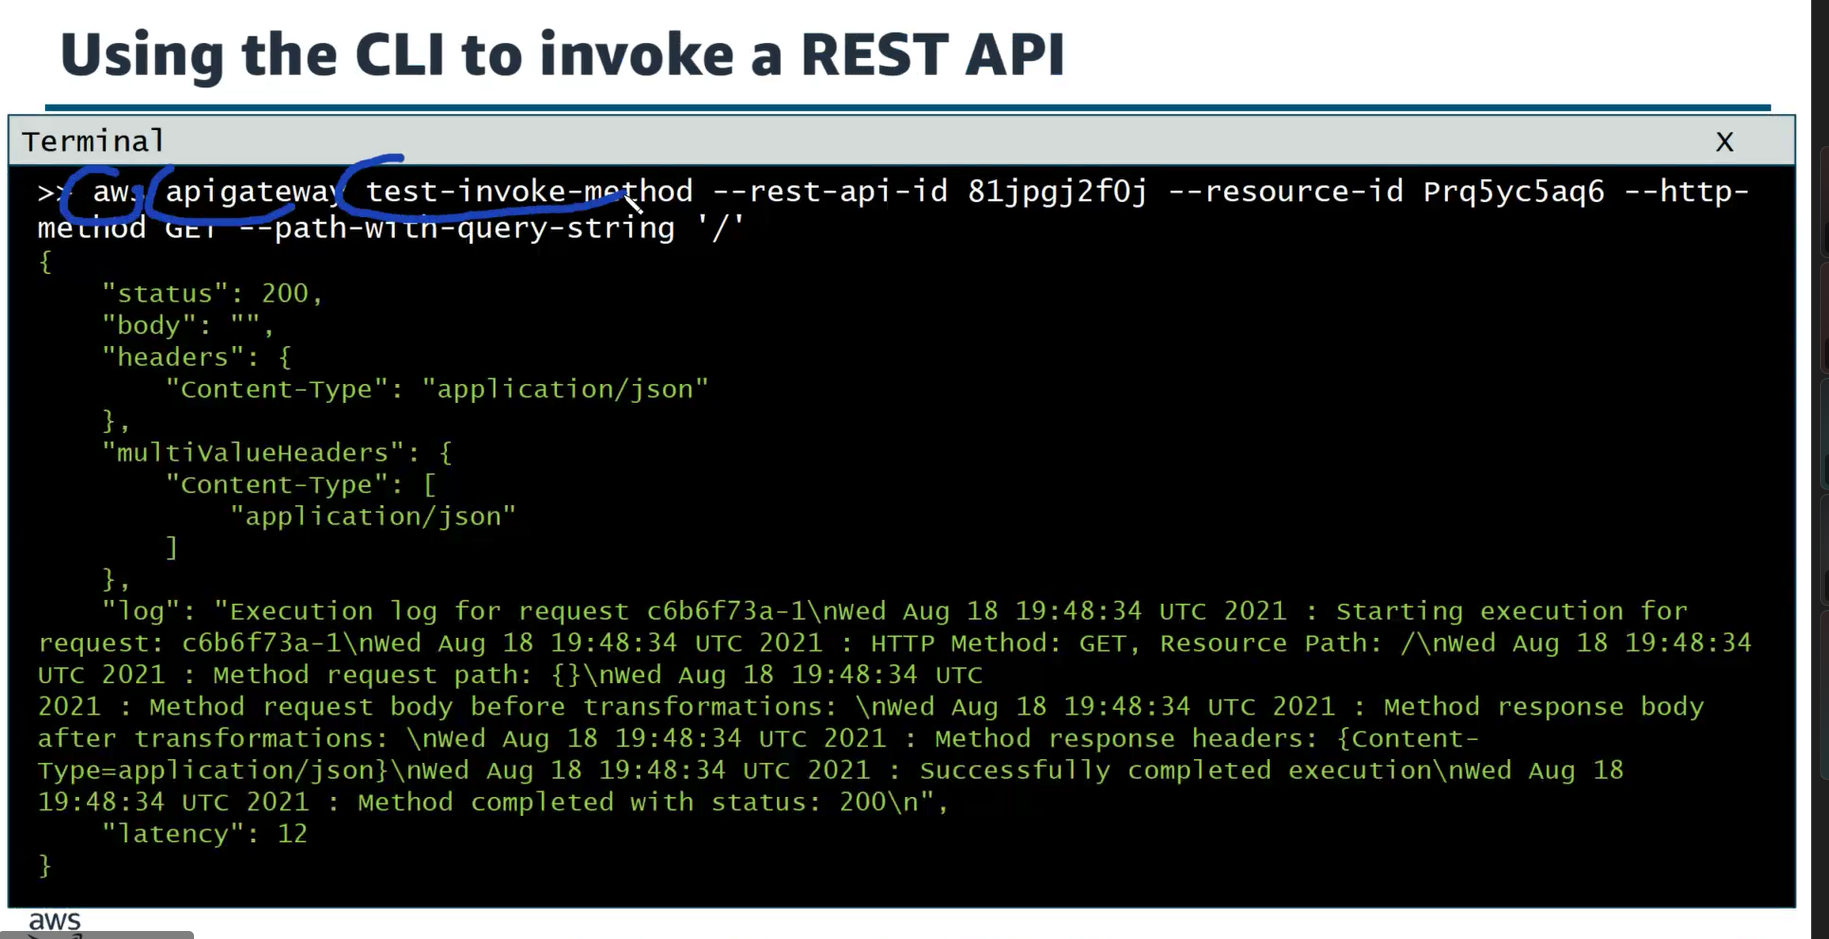 Using the CLI to invoke a REST API
Terminal X
>> aws apigateway test-invoke-method --rest-api-id 81jpgj2f0j --resource-id Prq5yc5aq6 --http-
method GET --path-with-query-string '/'
{
"status": 200,
"body": "",
"headers": {
"Content-Type": "application/json"
},
"multiValueHeaders": {
"Content-Type": [
"application/json"
]
},
"log": "Execution log for request c6b6f73a-1\nWed Aug 18 19:48:34 UTC 2021 : Starting execution for
request: c6b6f73a-1\nWed Aug 18 19:48:34 UTC 2021 : HTTP Method: GET, Resource Path: /\nWed Aug 18 19:48:34
UTC 2021 : Method request path: {}\nWed Aug 18 19:48:34 UTC
2021 : Method request body before transformations: \nWed Aug 18 19:48:34 UTC 2021 : Method response body
after transformations: \nWed Aug 18 19:48:34 UTC 2021 : Method response headers: {Content-
Type=application/json}\nWed Aug 18 19:48:34 UTC 2021 : Successfully completed execution\nWed Aug 18
19:48:34 UTC 2021 : Method completed with status: 200\n",
"latency": 12
}
aws